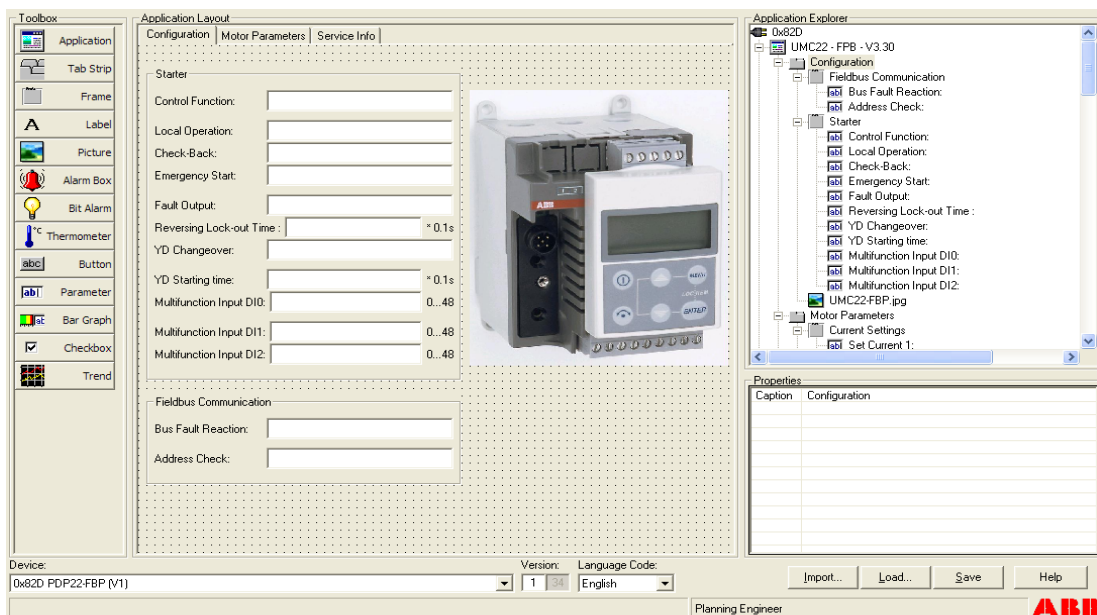 Toolbox
Application
Tab Strip
Frame
A Label
Picture
Alarm Box
Bit Alarm
°C Thermometer
abc Button
ab Parameter
Bar Graph
Checkbox
Trend
Application Layout
Configuration Motor Parameters Service Info
Starter
Control Function:
Local Operation:
Check-Back:
Emergency Start:
Fault Output:
Reversing Lock-out Time : * 0.1s
YD Changeover:
YD Starting time: * 0.1s
Multifunction Input DI0: 0...48
Multifunction Input DI1: 0...48
Multifunction Input DI2: 0...48
Fieldbus Communication
Bus Fault Reaction:
Address Check:
ABB
ENTER
Application Explorer
0x82D
UMC22 - FPB - V3.30
Configuration
Fieldbus Communication
Bus Fault Reaction:
Address Check:
Starter
Control Function:
Local Operation:
Check-Back:
Emergency Start:
Fault Output:
Reversing Lock-out Time :
YD Changeover:
YD Starting time:
Multifunction Input DI0:
Multifunction Input DI1:
Multifunction Input DI2:
UMC22-FBP.jpg
Motor Parameters
Current Settings
Set Current 1:
Properties
Caption Configuration
Device: Version: Language Code:
0x82D PDP22-FBP (V1) 1 34 English
Import... Load... Save Help
Planning Engineer
ABB